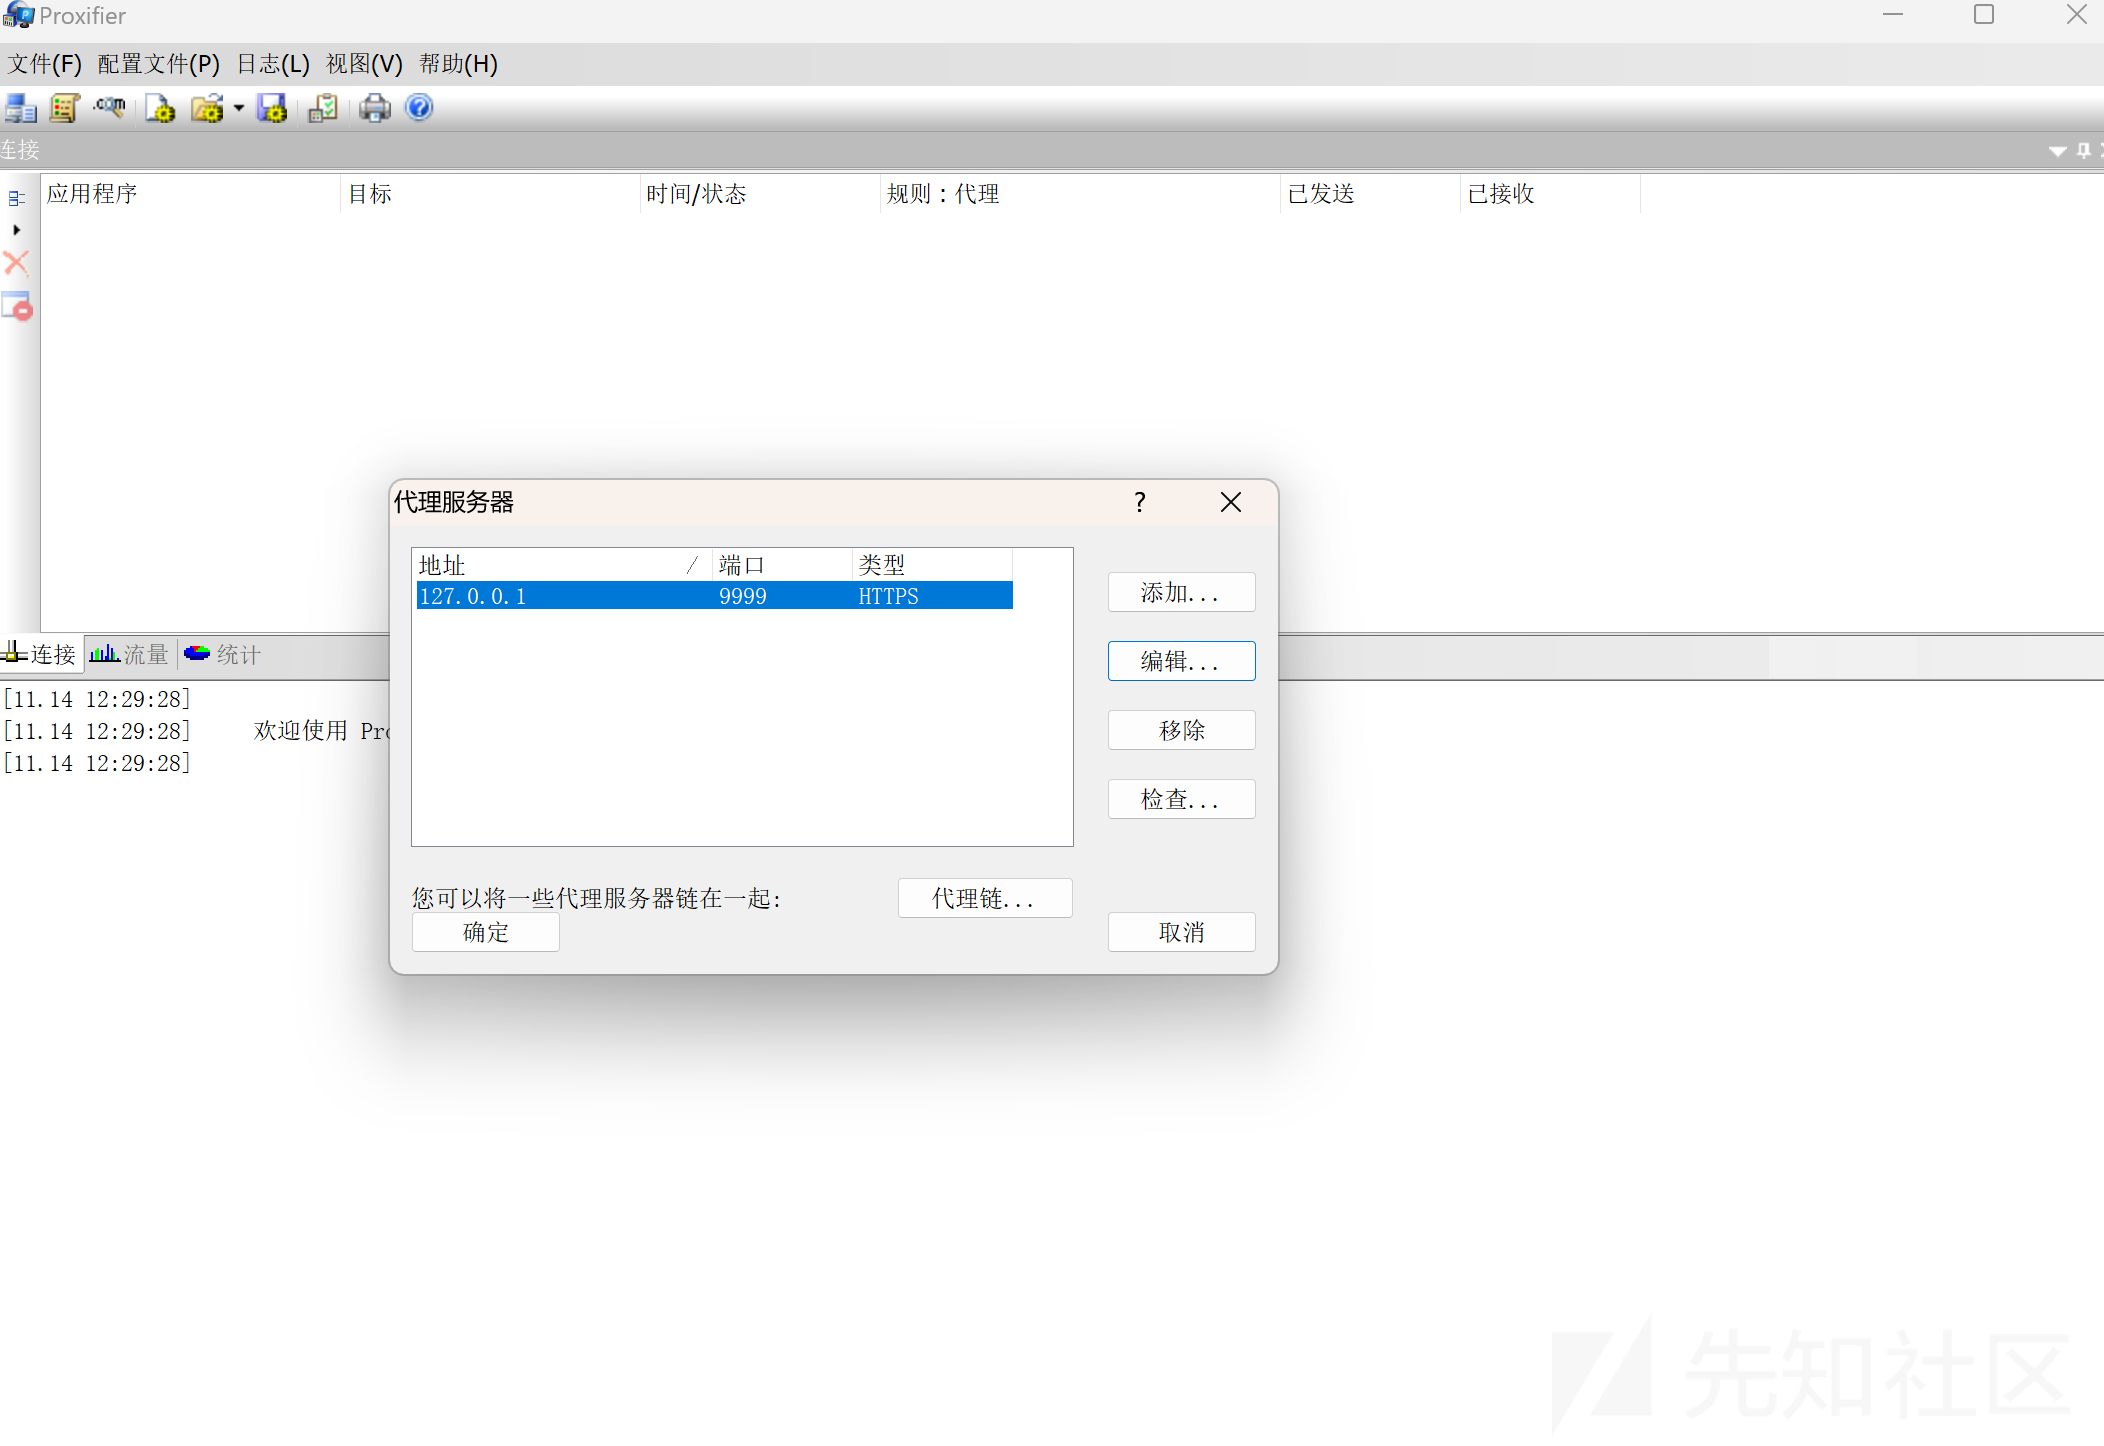 Proxifier
文件(F) 配置文件(P) 日志(L) 视图(V) 帮助(H)
.com
连接
应用程序 目标 时间/状态 规则：代理 已发送 已接收
代理服务器 ?
地址 端口 类型
127.0.0.1 9999 HTTPS
添加...
编辑...
移除
检查...
您可以将一些代理服务器链在一起:
代理链...
确定
取消
连接 流量 统计
[11.14 12:29:28]
[11.14 12:29:28] 欢迎使用 Pro
[11.14 12:29:28]
先知社区